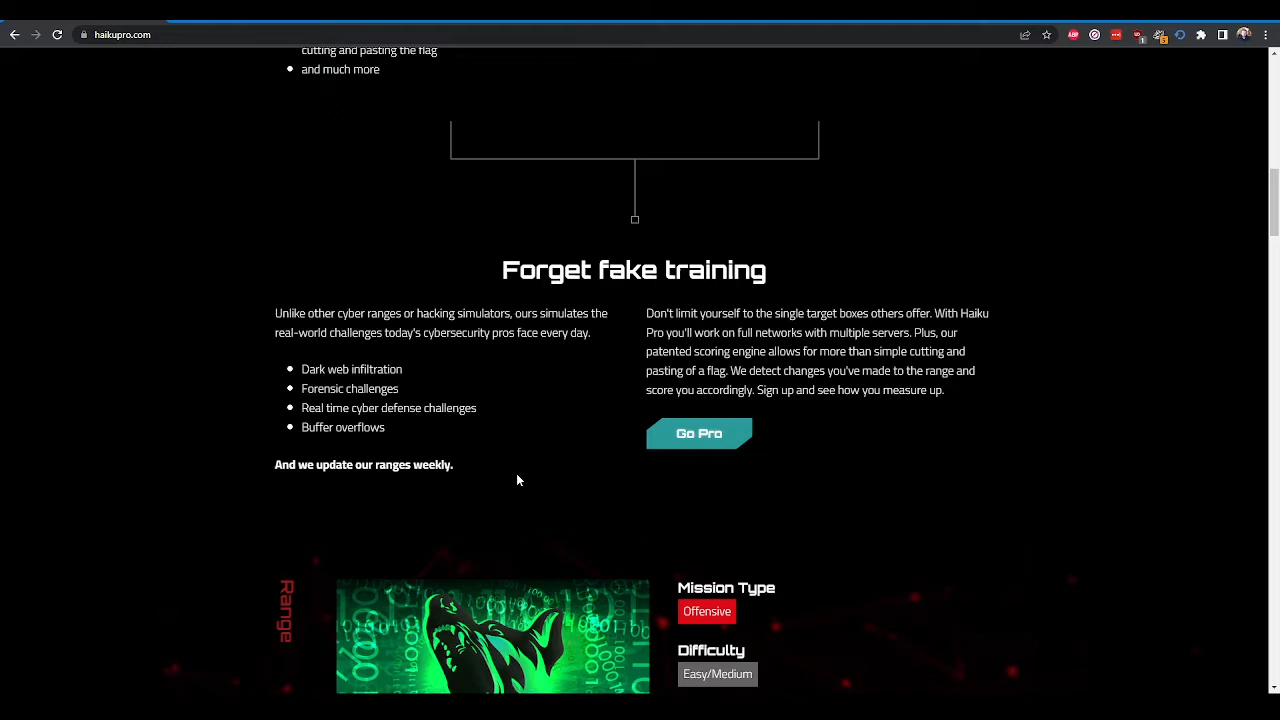 haikupro.com
cutting and pasting the flag
and much more
Forget fake training
Unlike other cyber ranges or hacking simulators, ours simulates the
real-world challenges today's cybersecurity pros face every day.
Dark web infiltration
Forensic challenges
Real time cyber defense challenges
Buffer overflows
And we update our ranges weekly.
Don't limit yourself to the single target boxes others offer. With Haiku
Pro you'll work on full networks with multiple servers. Plus, our
patented scoring engine allows for more than simple cutting and
pasting of a flag. We detect changes you've made to the range and
score you accordingly. Sign up and see how you measure up.
Go Pro
Range
Mission Type
Offensive
Difficulty
Easy/Medium